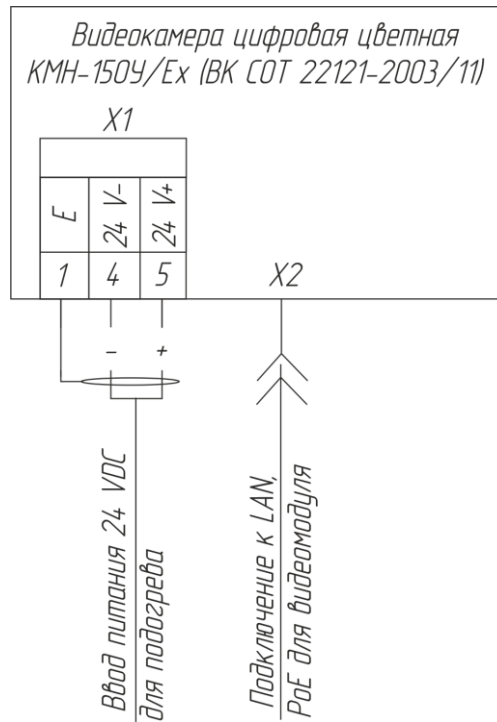 Видеокамера цифровая цветная
КМН-150У/Ex (ВК СОТ 22121-2003/11)
X1
E
24 V-
24 V+
1 4 5
X2
- +
Ввод питания 24 VDC
для подогрева
Подключение к LAN,
PoE для видеомодуля